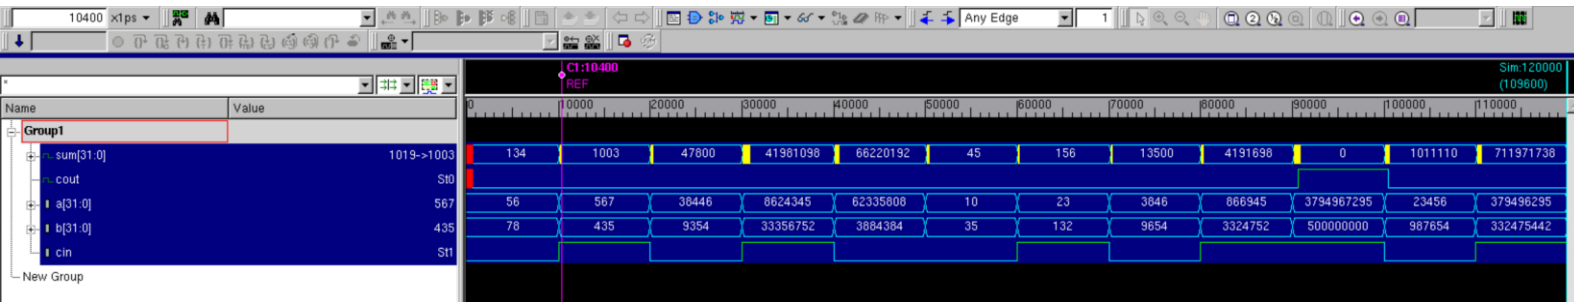 10400 x1ps Any Edge 1
C1:10400 Sim:120000
REF (109600)
*
Name Value 0 10000 20000 30000 40000 50000 60000 70000 80000 90000 100000 110000
Group1
sum[31:0] 1019->1003 134 1003 47800 41981098 66220192 45 156 13500 4191698 0 1011110 711971738
cout St0
a[31:0] 567 56 567 38446 8624345 62335808 10 23 3846 866945 3794967295 23456 379496295
b[31:0] 435 78 435 9354 33356752 3884384 35 132 9654 3324752 500000000 987654 332475442
cin St1
New Group